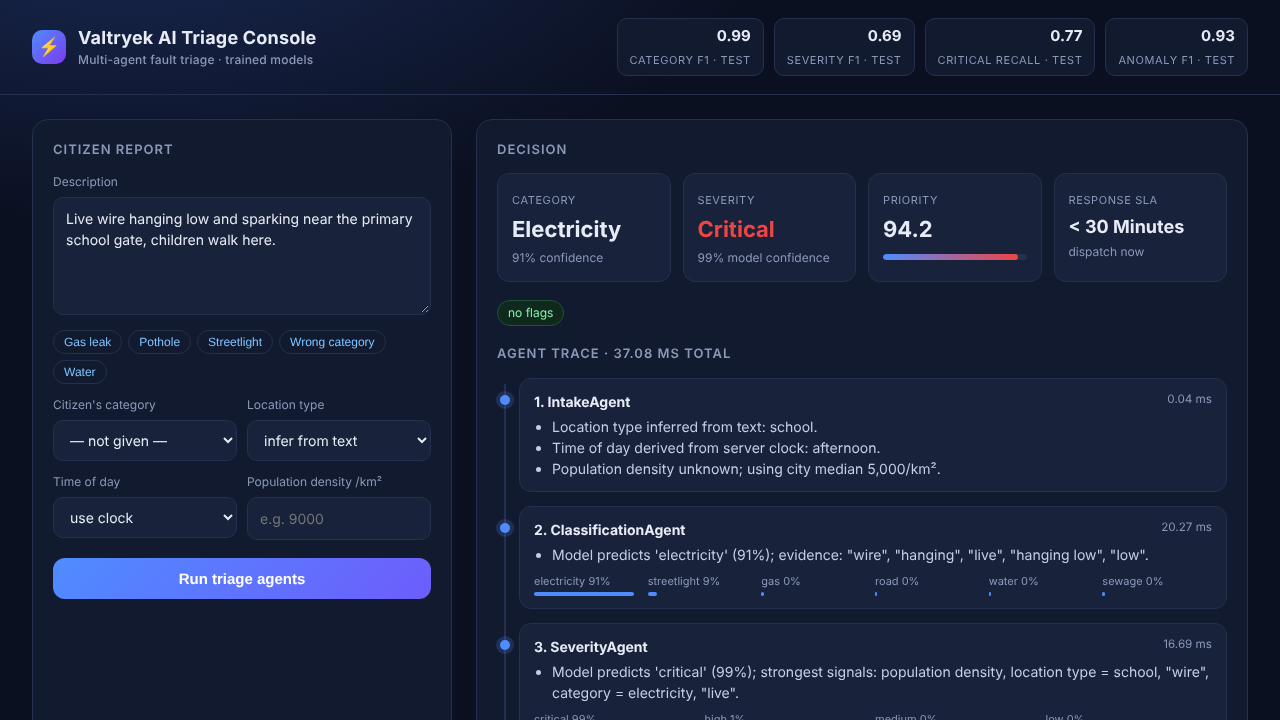 ⚡ Valtryek AI Triage Console
Multi-agent fault triage · trained models
0.99
CATEGORY F1 · TEST
0.69
SEVERITY F1 · TEST
0.77
CRITICAL RECALL · TEST
0.93
ANOMALY F1 · TEST
CITIZEN REPORT
Description
Live wire hanging low and sparking near the primary
school gate, children walk here.
Gas leak
Pothole
Streetlight
Wrong category
Water
Citizen's category
Location type
— not given —
infer from text
Time of day
Population density /km²
use clock
e.g. 9000
Run triage agents
DECISION
CATEGORY
Electricity
91% confidence
SEVERITY
Critical
99% model confidence
PRIORITY
94.2
RESPONSE SLA
< 30 Minutes
dispatch now
no flags
AGENT TRACE · 37.08 MS TOTAL
1. IntakeAgent
0.04 ms
• Location type inferred from text: school.
• Time of day derived from server clock: afternoon.
• Population density unknown; using city median 5,000/km².
2. ClassificationAgent
20.27 ms
• Model predicts 'electricity' (91%); evidence: "wire", "hanging", "live", "hanging low", "low".
electricity 91%
streetlight 9%
gas 0%
road 0%
water 0%
sewage 0%
3. SeverityAgent
16.69 ms
• Model predicts 'critical' (99%); strongest signals: population density, location type = school, "wire",
category = electricity, "live".
critical 99%
high 1%
medium 0%
low 0%